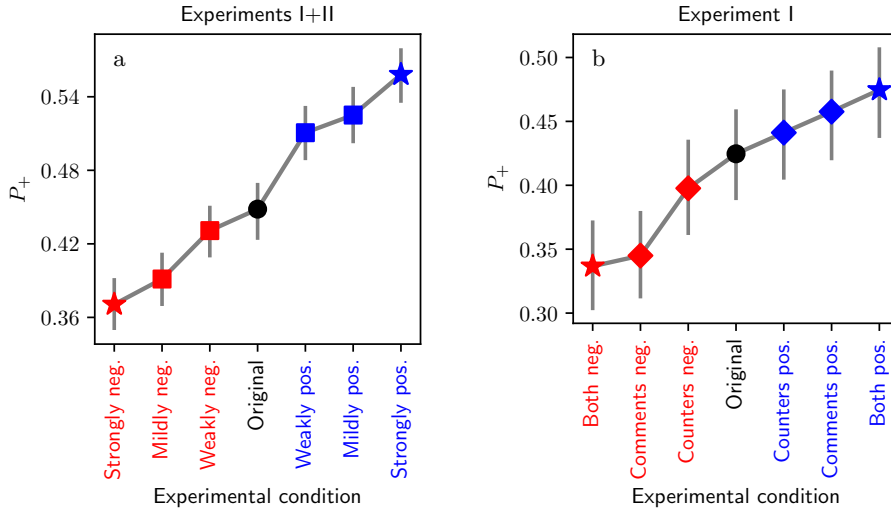 Experiments I+II
a
P+
0.54
0.48
0.42
0.36
Strongly neg.
Mildly neg.
Weakly neg.
Original
Weakly pos.
Mildly pos.
Strongly pos.
Experimental condition
Experiment I
b
P+
0.50
0.45
0.40
0.35
0.30
Both neg.
Comments neg.
Counters neg.
Original
Counters pos.
Comments pos.
Both pos.
Experimental condition